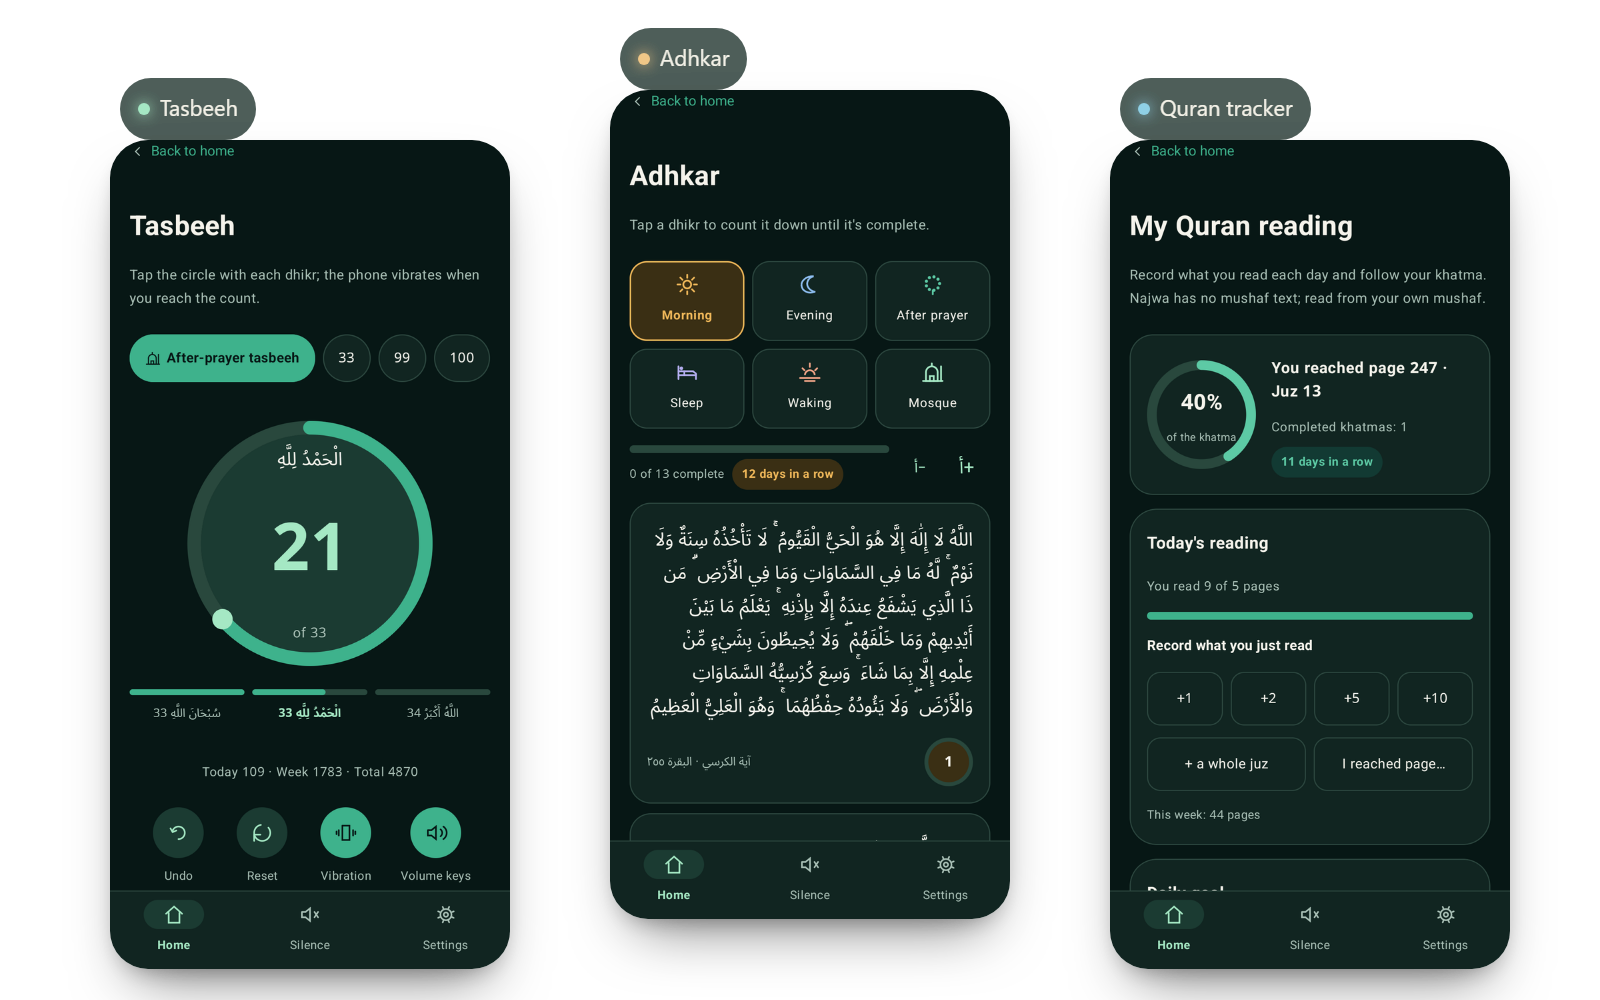 Tasbeeh
Back to home
Tasbeeh
Tap the circle with each dhikr; the phone vibrates when
you reach the count.
After-prayer tasbeeh
33
99
100
الْحَمْدُ لِلَّهِ
21
of 33
سُبْحَانَ اللَّهِ 33
الْحَمْدُ لِلَّهِ 33
اللَّهُ أَكْبَرُ 34
Today 109 · Week 1783 · Total 4870
Undo
Reset
Vibration
Volume keys
Home
Silence
Settings
Adhkar
Back to home
Adhkar
Tap a dhikr to count it down until it's complete.
Morning
Evening
After prayer
Sleep
Waking
Mosque
0 of 13 complete
12 days in a row
أ-
أ+
اللَّهُ لَا إِلَٰهَ إِلَّا هُوَ الْحَيُّ الْقَيُّومُ ۚ لَا تَأْخُذُهُ سِنَةٌ وَلَا
نَوْمٌ ۚ لَّهُ مَا فِي السَّمَاوَاتِ وَمَا فِي الْأَرْضِ ۗ مَن
ذَا الَّذِي يَشْفَعُ عِندَهُ إِلَّا بِإِذْنِهِ ۚ يَعْلَمُ مَا بَيْنَ
أَيْدِيهِمْ وَمَا خَلْفَهُمْ ۖ وَلَا يُحِيطُونَ بِشَيْءٍ مِّنْ
عِلْمِهِ إِلَّا بِمَا شَاءَ ۚ وَسِعَ كُرْسِيُّهُ السَّمَاوَاتِ
وَالْأَرْضَ ۖ وَلَا يَئُودُهُ حِفْظُهُمَا ۚ وَهُوَ الْعَلِيُّ الْعَظِيمُ
آية الكرسي · البقرة ٢٥٥
1
Home
Silence
Settings
Quran tracker
Back to home
My Quran reading
Record what you read each day and follow your khatma.
Najwa has no mushaf text; read from your own mushaf.
40%
of the khatma
You reached page 247 ·
Juz 13
Completed khatmas: 1
11 days in a row
Today's reading
You read 9 of 5 pages
Record what you just read
+1
+2
+5
+10
+ a whole juz
I reached page…
This week: 44 pages
Daily goal
Home
Silence
Settings